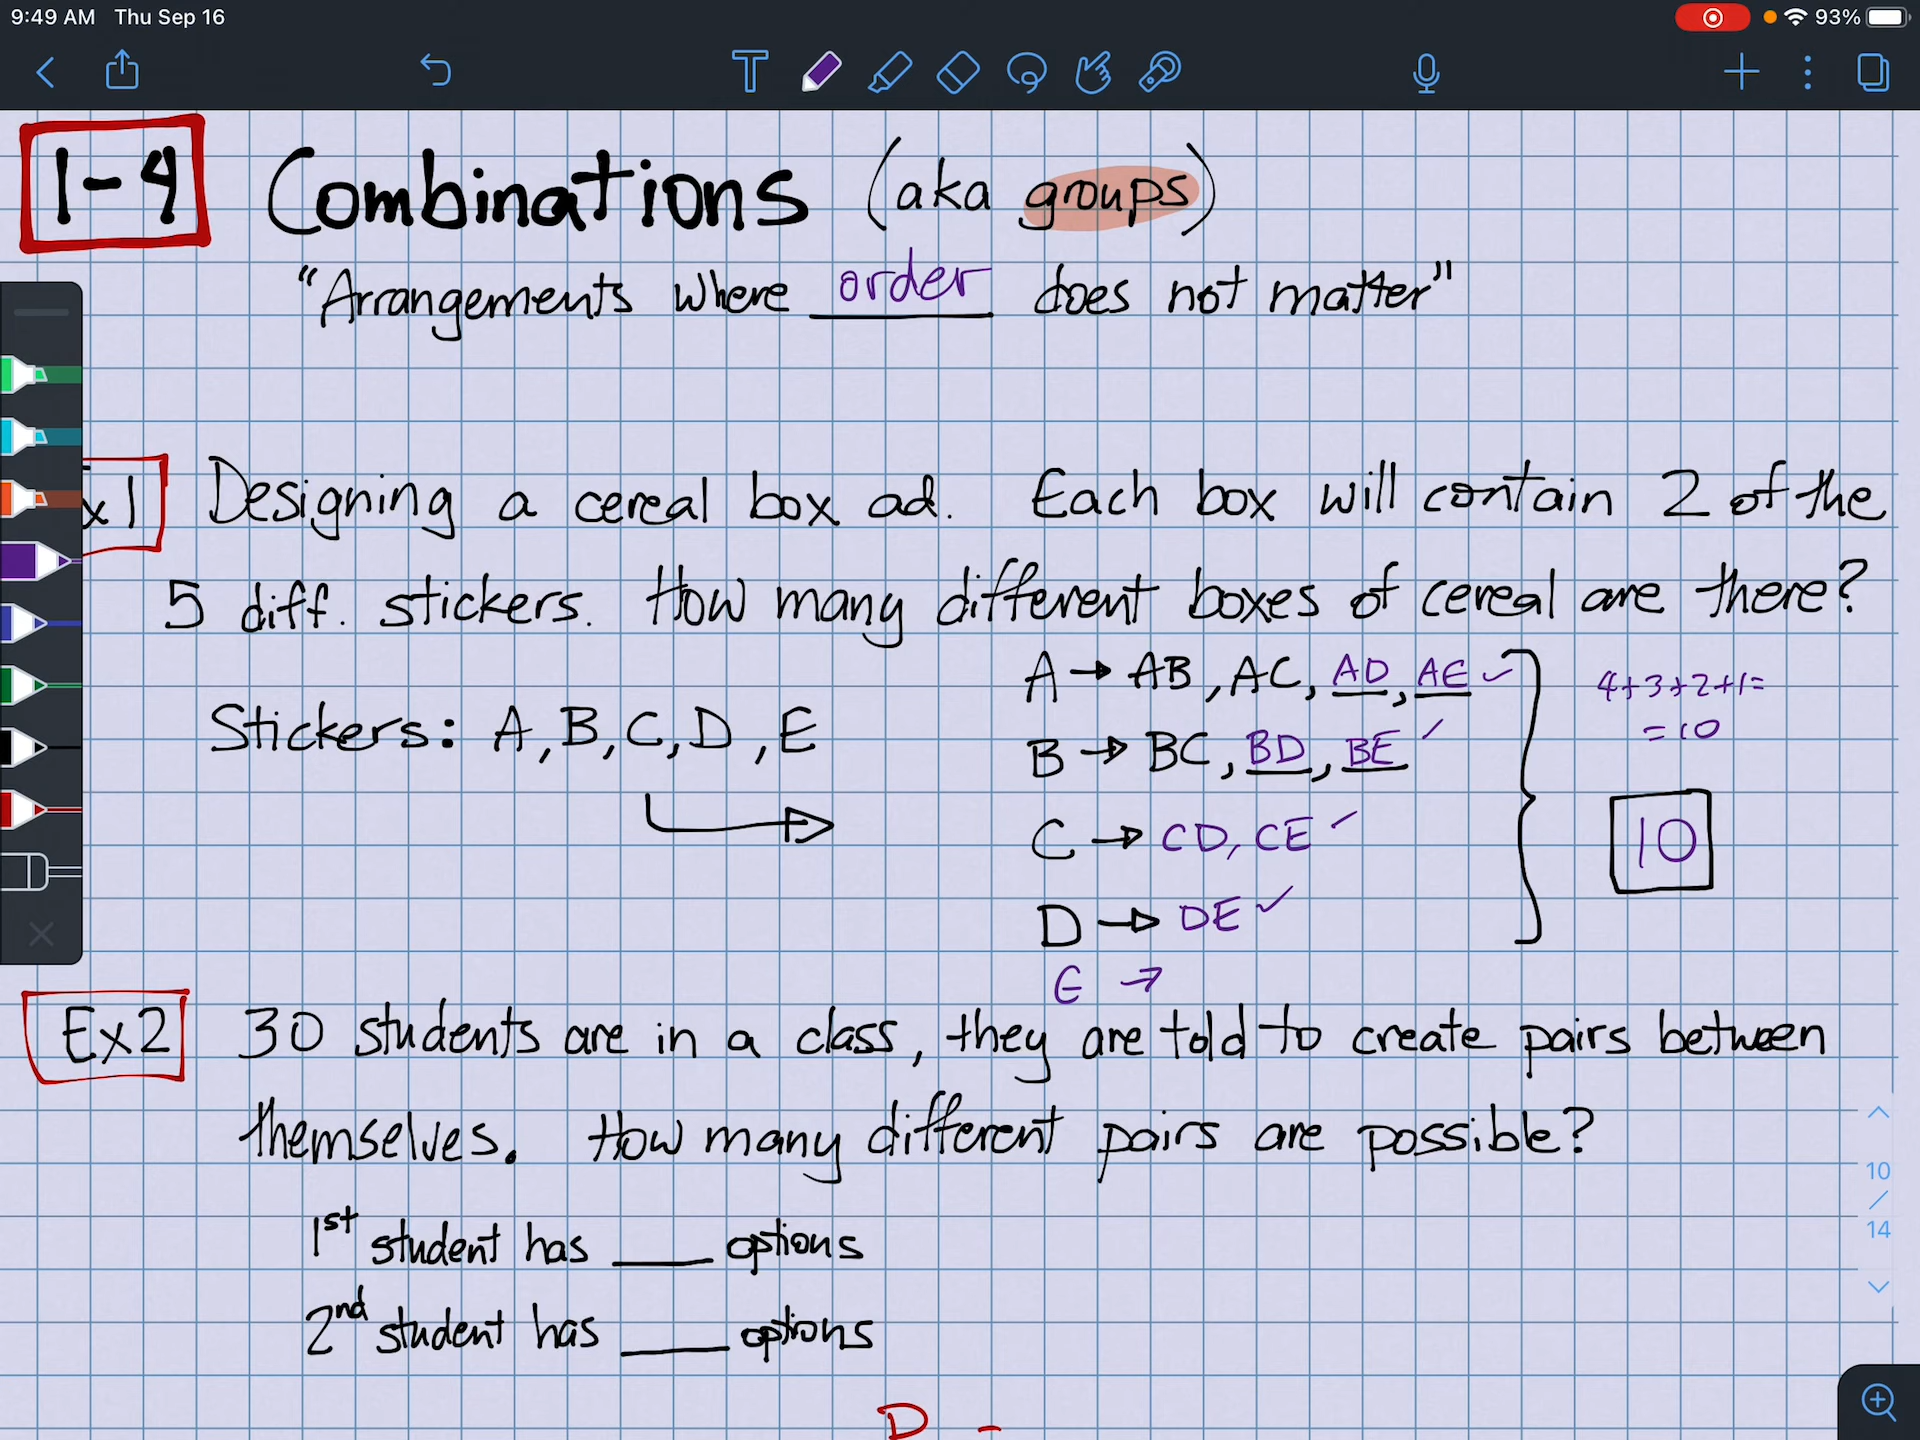 9:49 AM Thu Sep 16
93%
1-4 Combinations (aka groups)
"Arrangements where order does not matter"
x1 Designing a cereal box ad. Each box will contain 2 of the
5 diff. stickers. How many different boxes of cereal are there?
Stickers: A, B, C, D, E
A → AB, AC, AD, AE ✓
B → BC, BD, BE ✓
C → CD, CE ✓
D → DE ✓
E →
4+3+2+1=
=10
10
Ex2 30 students are in a class, they are told to create pairs between
themselves. How many different pairs are possible?
1st student has ____ options
2nd student has ____ options
10
/
14